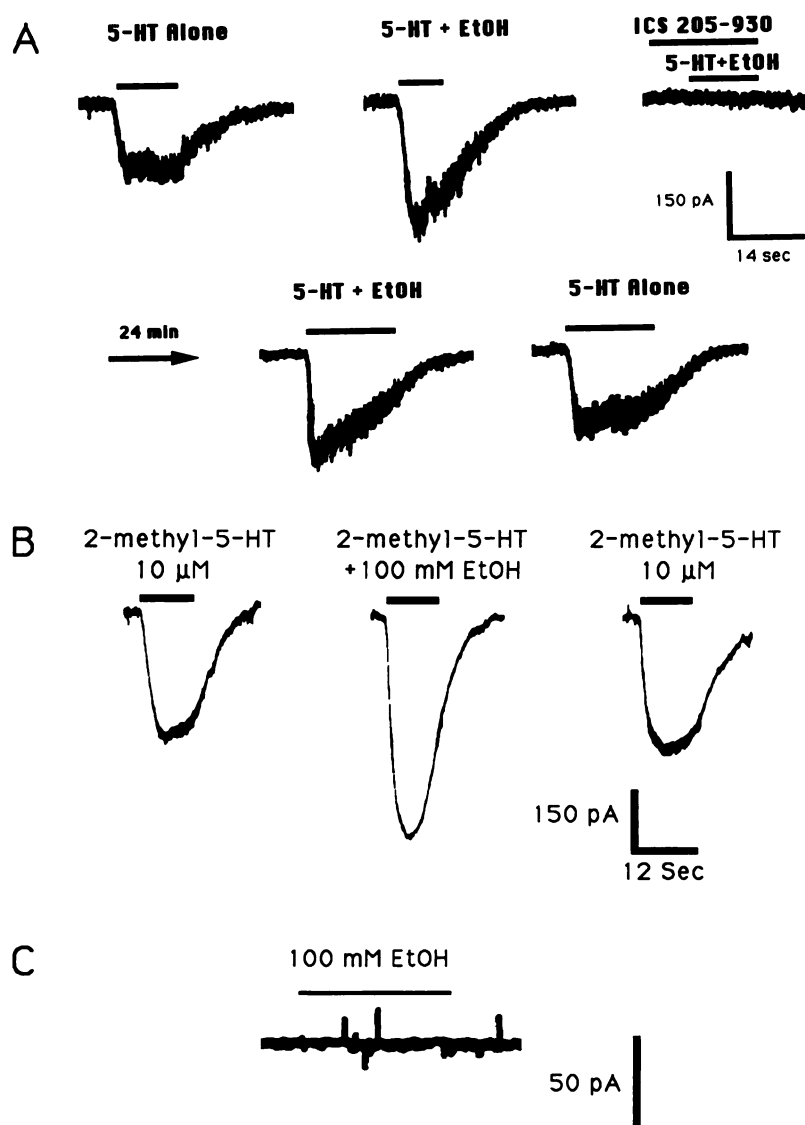 A
5-HT Alone
5-HT + EtOH
ICS 205-930
5-HT+EtOH
150 pA
14 sec
24 min
5-HT + EtOH
5-HT Alone
B
2-methyl-5-HT
10 µM
2-methyl-5-HT
+100 mM EtOH
2-methyl-5-HT
10 µM
150 pA
12 Sec
C
100 mM EtOH
50 pA